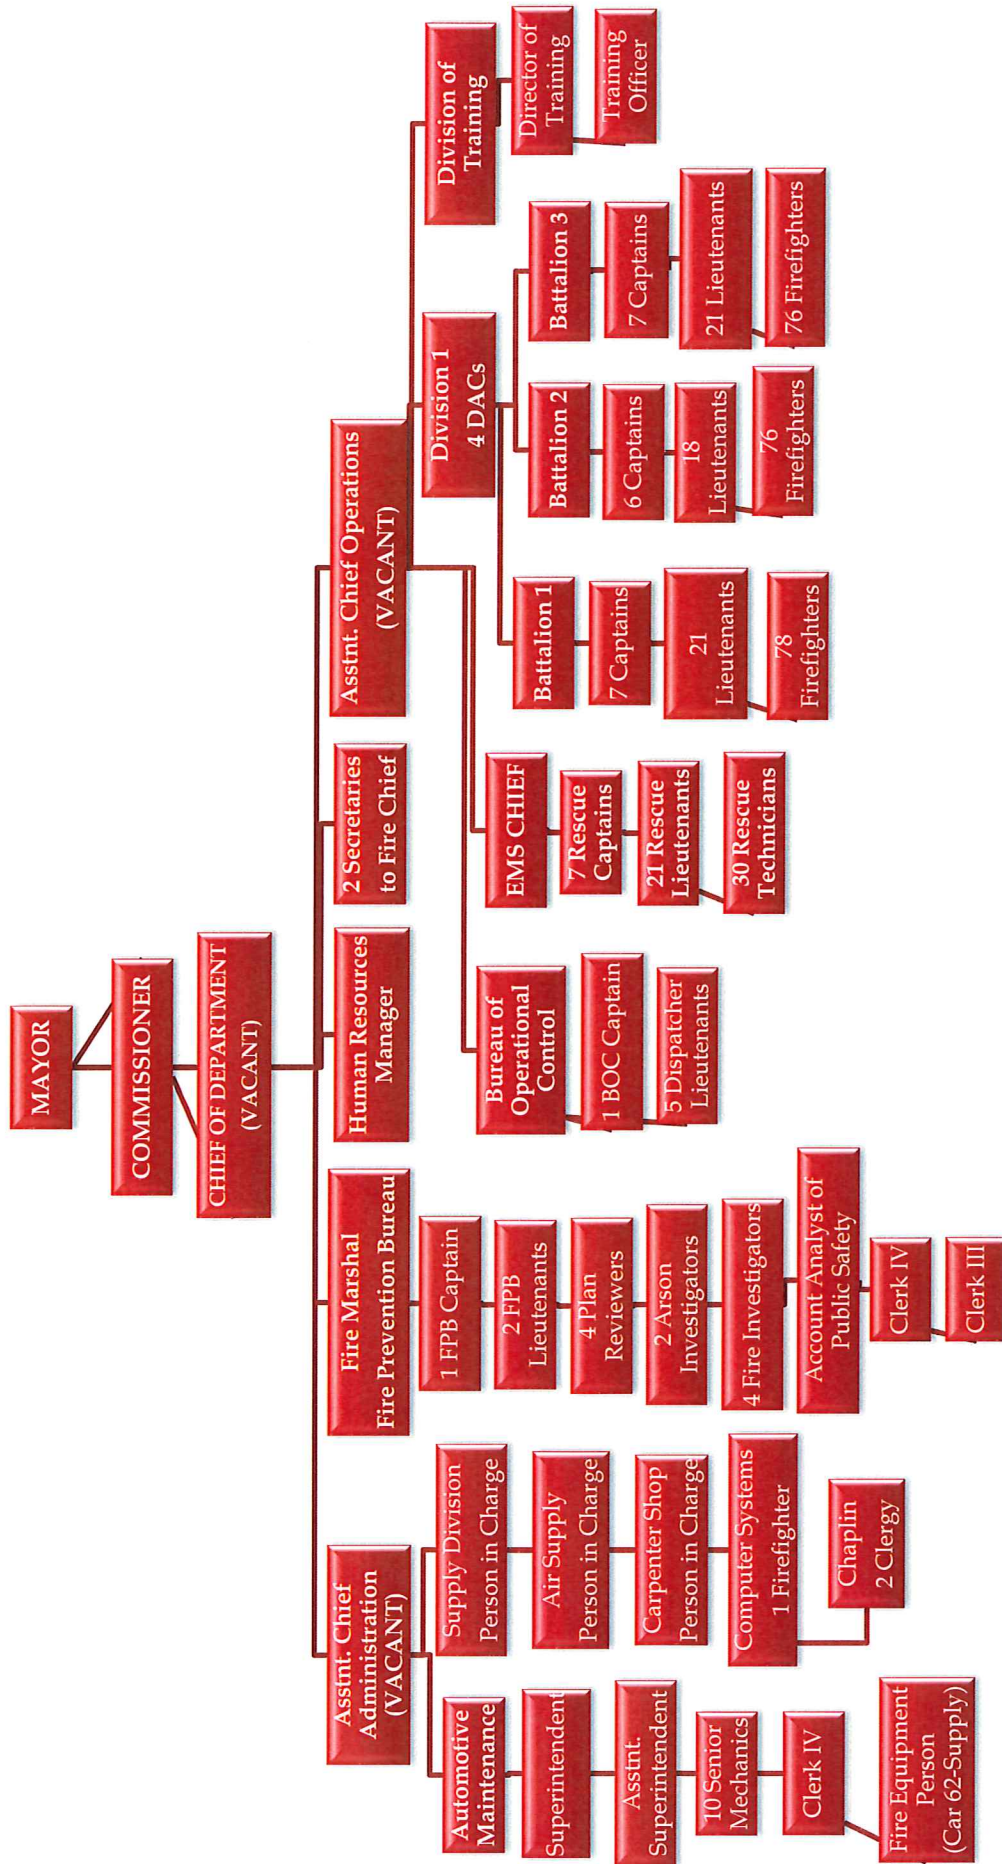 MAYOR
COMMISSIONER
CHIEF OF DEPARTMENT
(VACANT)
Asstnt. Chief
Administration
(VACANT)
Fire Marshal
Fire Prevention Bureau
Human Resources
Manager
2 Secretaries
to Fire Chief
Asstnt. Chief Operations
(VACANT)
Automotive
Maintenance
Superintendent
Asstnt.
Superintendent
10 Senior
Mechanics
Clerk IV
Fire Equipment
Person
(Car 62-Supply)
Supply Division
Person in Charge
Air Supply
Person in Charge
Carpenter Shop
Person in Charge
Computer Systems
1 Firefighter
Chaplin
2 Clergy
1 FPB Captain
2 FPB
Lieutenants
4 Plan
Reviewers
2 Arson
Investigators
4 Fire Investigators
Account Analyst of
Public Safety
Clerk IV
Clerk III
Bureau of
Operational
Control
1 BOC Captain
5 Dispatcher
Lieutenants
EMS CHIEF
7 Rescue
Captains
21 Rescue
Lieutenants
30 Rescue
Technicians
Division 1
4 DACs
Battalion 1
7 Captains
21
Lieutenants
78
Firefighters
Battalion 2
6 Captains
18
Lieutenants
76
Firefighters
Battalion 3
7 Captains
21 Lieutenants
76 Firefighters
Division of
Training
Director of
Training
Training
Officer